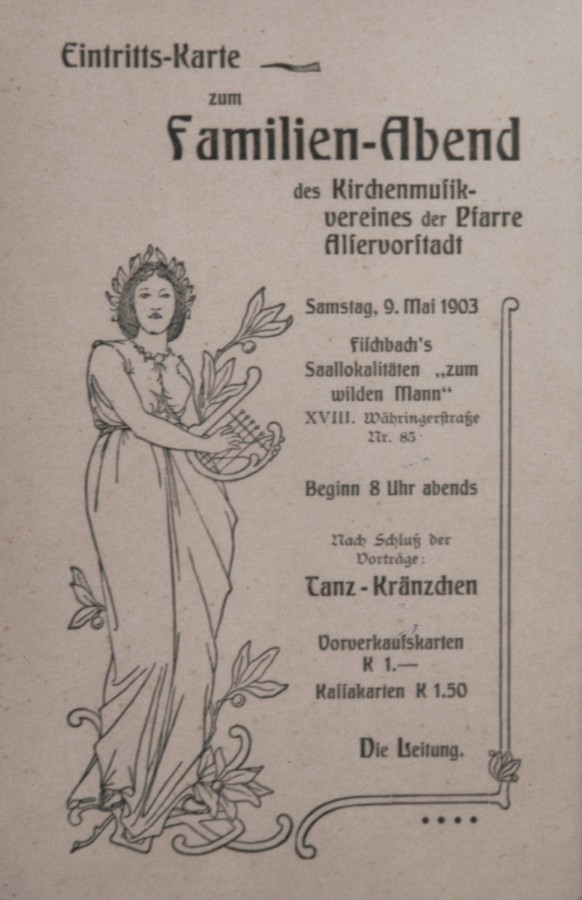 Eintritts-Karte
zum
Familien-Abend
des Kirchenmuſik-
vereines der Pfarre
Alſervorſtadt
Samstag, 9. Mai 1903
Fiſchbach's
Saallokalitäten „zum
wilden Mann“
XVIII. Währingerſtraße
Nr. 85
Beginn 8 Uhr abends
Nach Schluß der
Vorträge:
Tanz-Kränzchen
Vorverkaufskarten
K 1.—
Kaſſakarten K 1.50
Die Leitung.